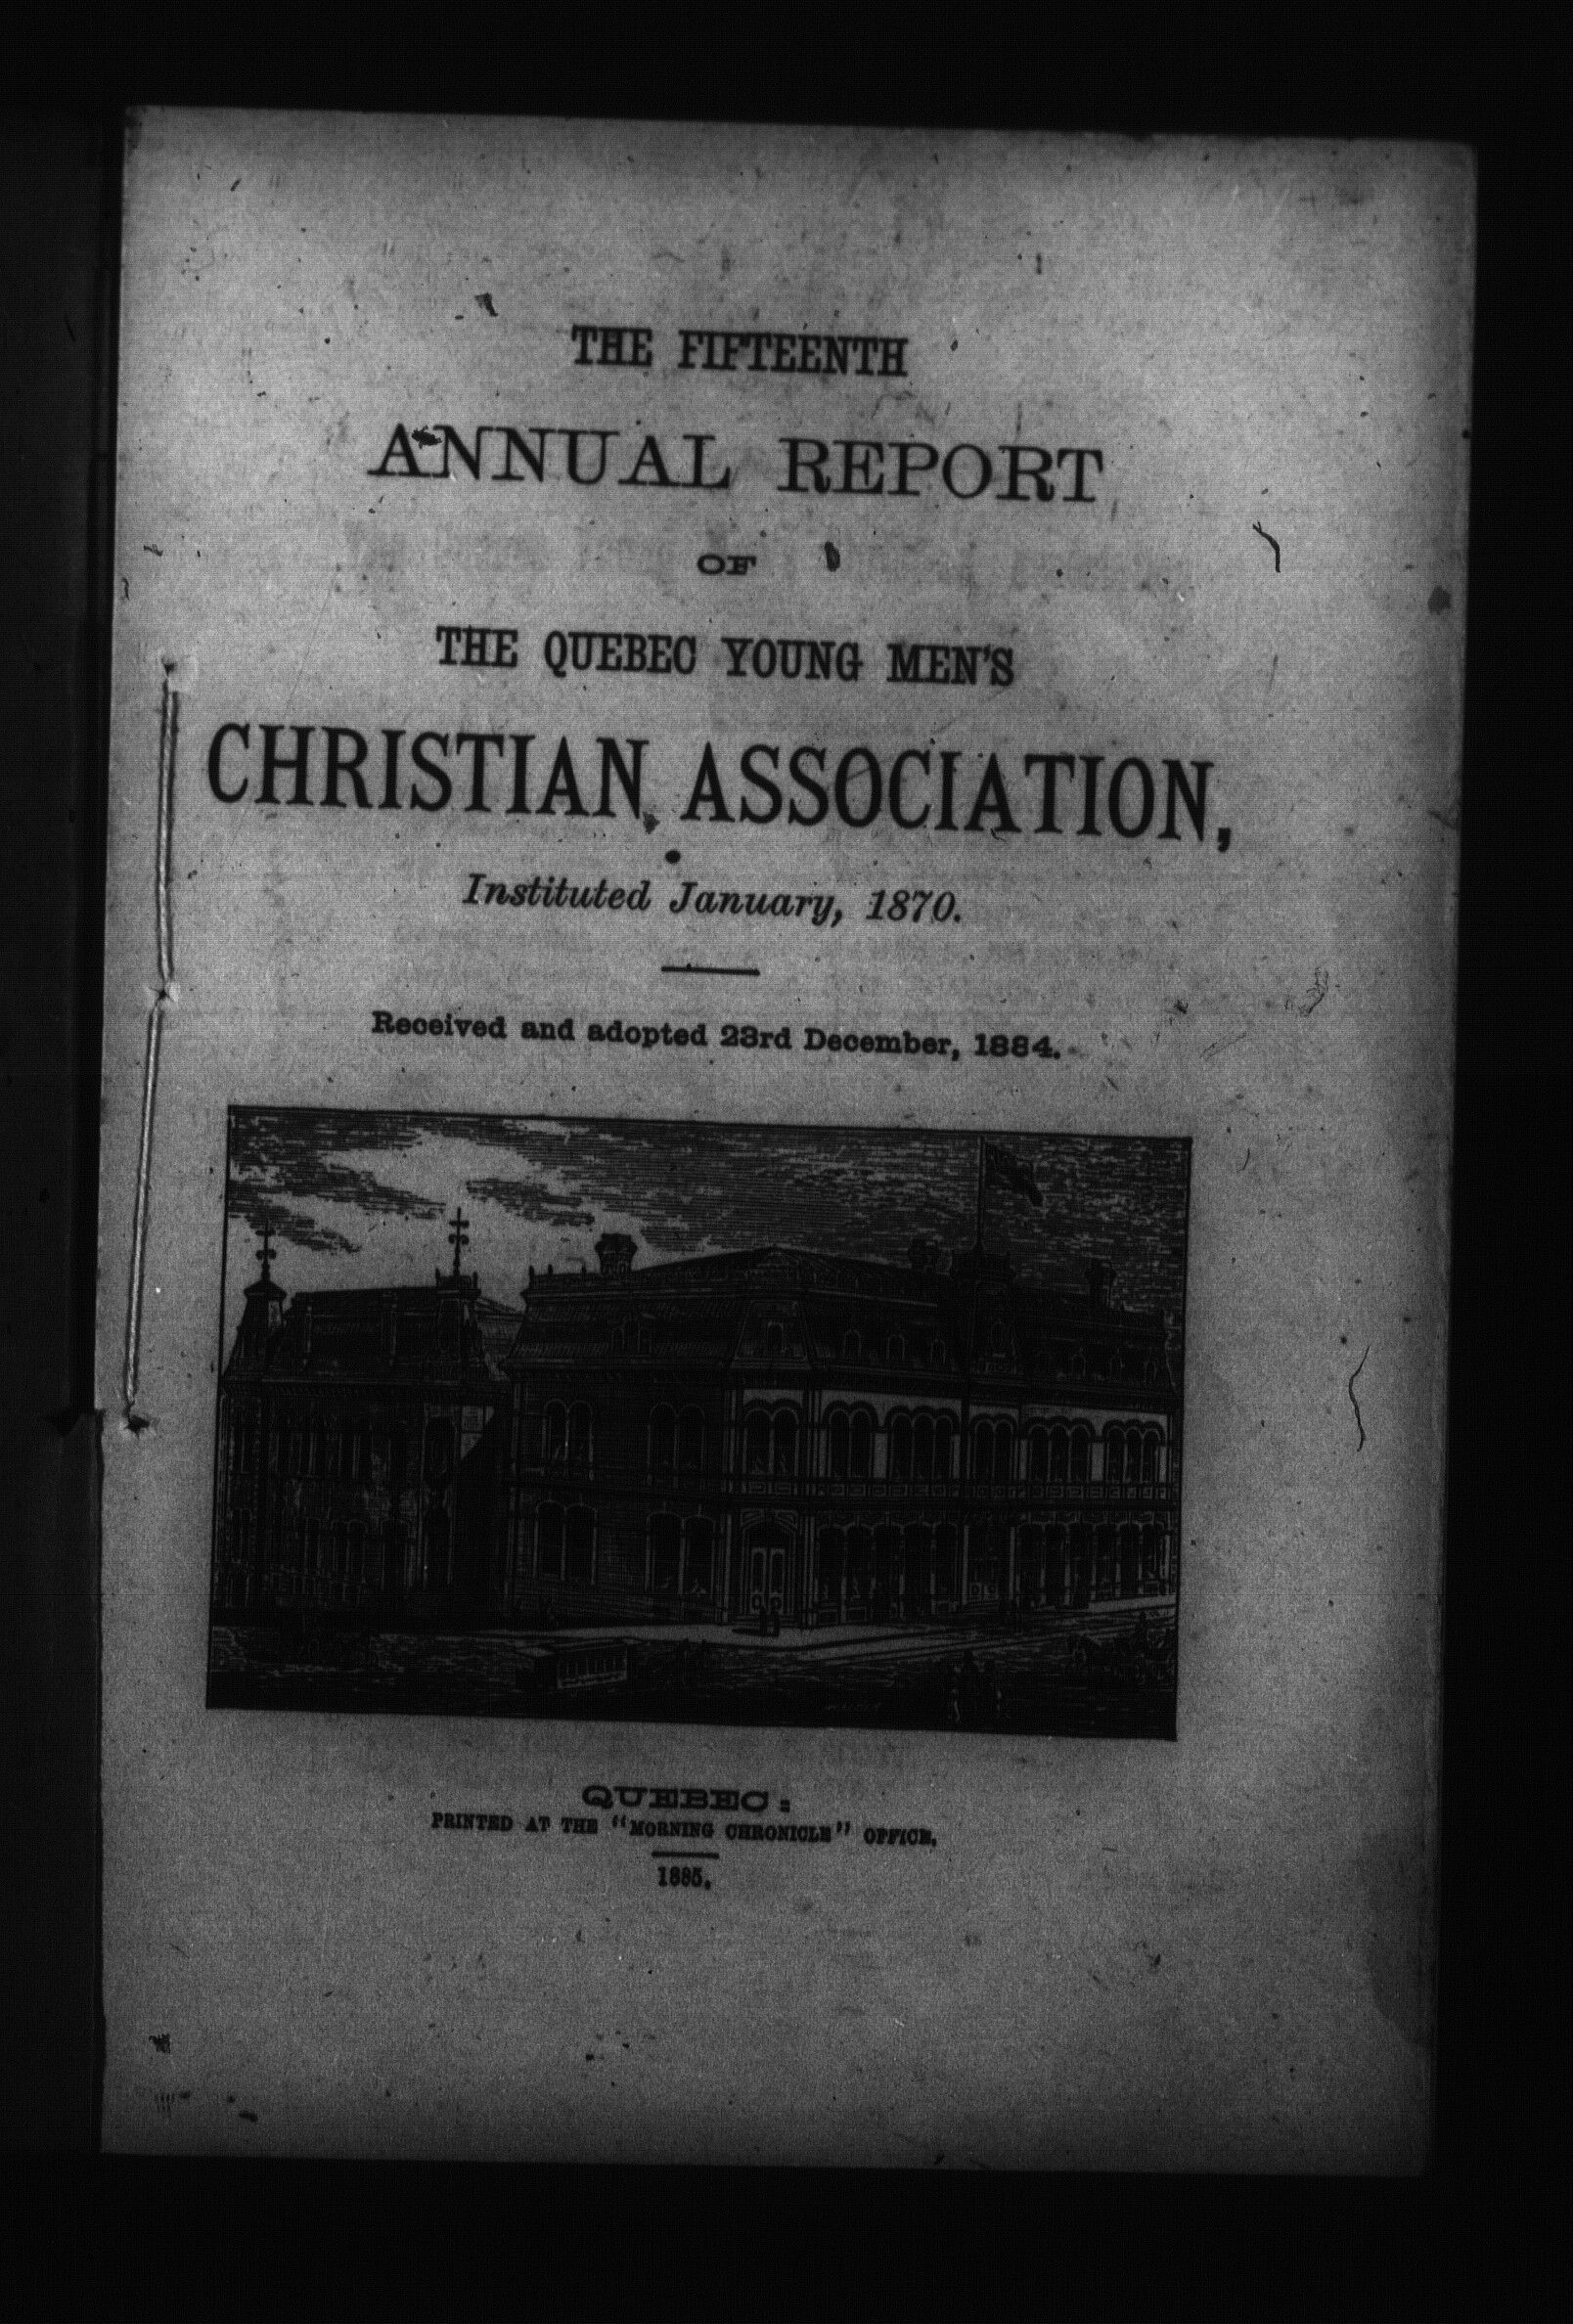 THE FIFTEENTH
ANNUAL REPORT
OF
THE QUEBEC YOUNG MEN'S
CHRISTIAN ASSOCIATION,
Instituted January, 1870.
Received and adopted 23rd December, 1884.
QUEBEC:
PRINTED AT THE "MORNING CHRONICLE" OFFICE.
1885.